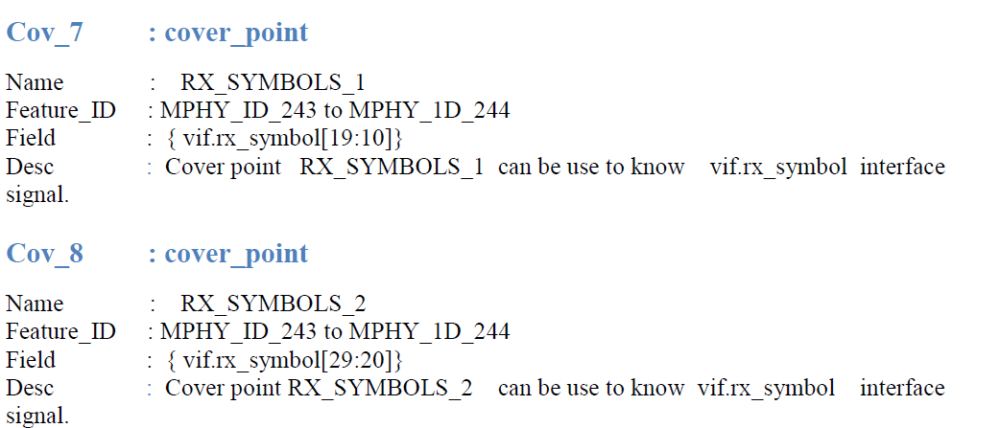 Cov_7 : cover_point
Name : RX_SYMBOLS_1
Feature_ID : MPHY_ID_243 to MPHY_1D_244
Field : { vif.rx_symbol[19:10]}
Desc : Cover point RX_SYMBOLS_1 can be use to know vif.rx_symbol interface
signal.
Cov_8 : cover_point
Name : RX_SYMBOLS_2
Feature_ID : MPHY_ID_243 to MPHY_1D_244
Field : { vif.rx_symbol[29:20]}
Desc : Cover point RX_SYMBOLS_2 can be use to know vif.rx_symbol interface
signal.